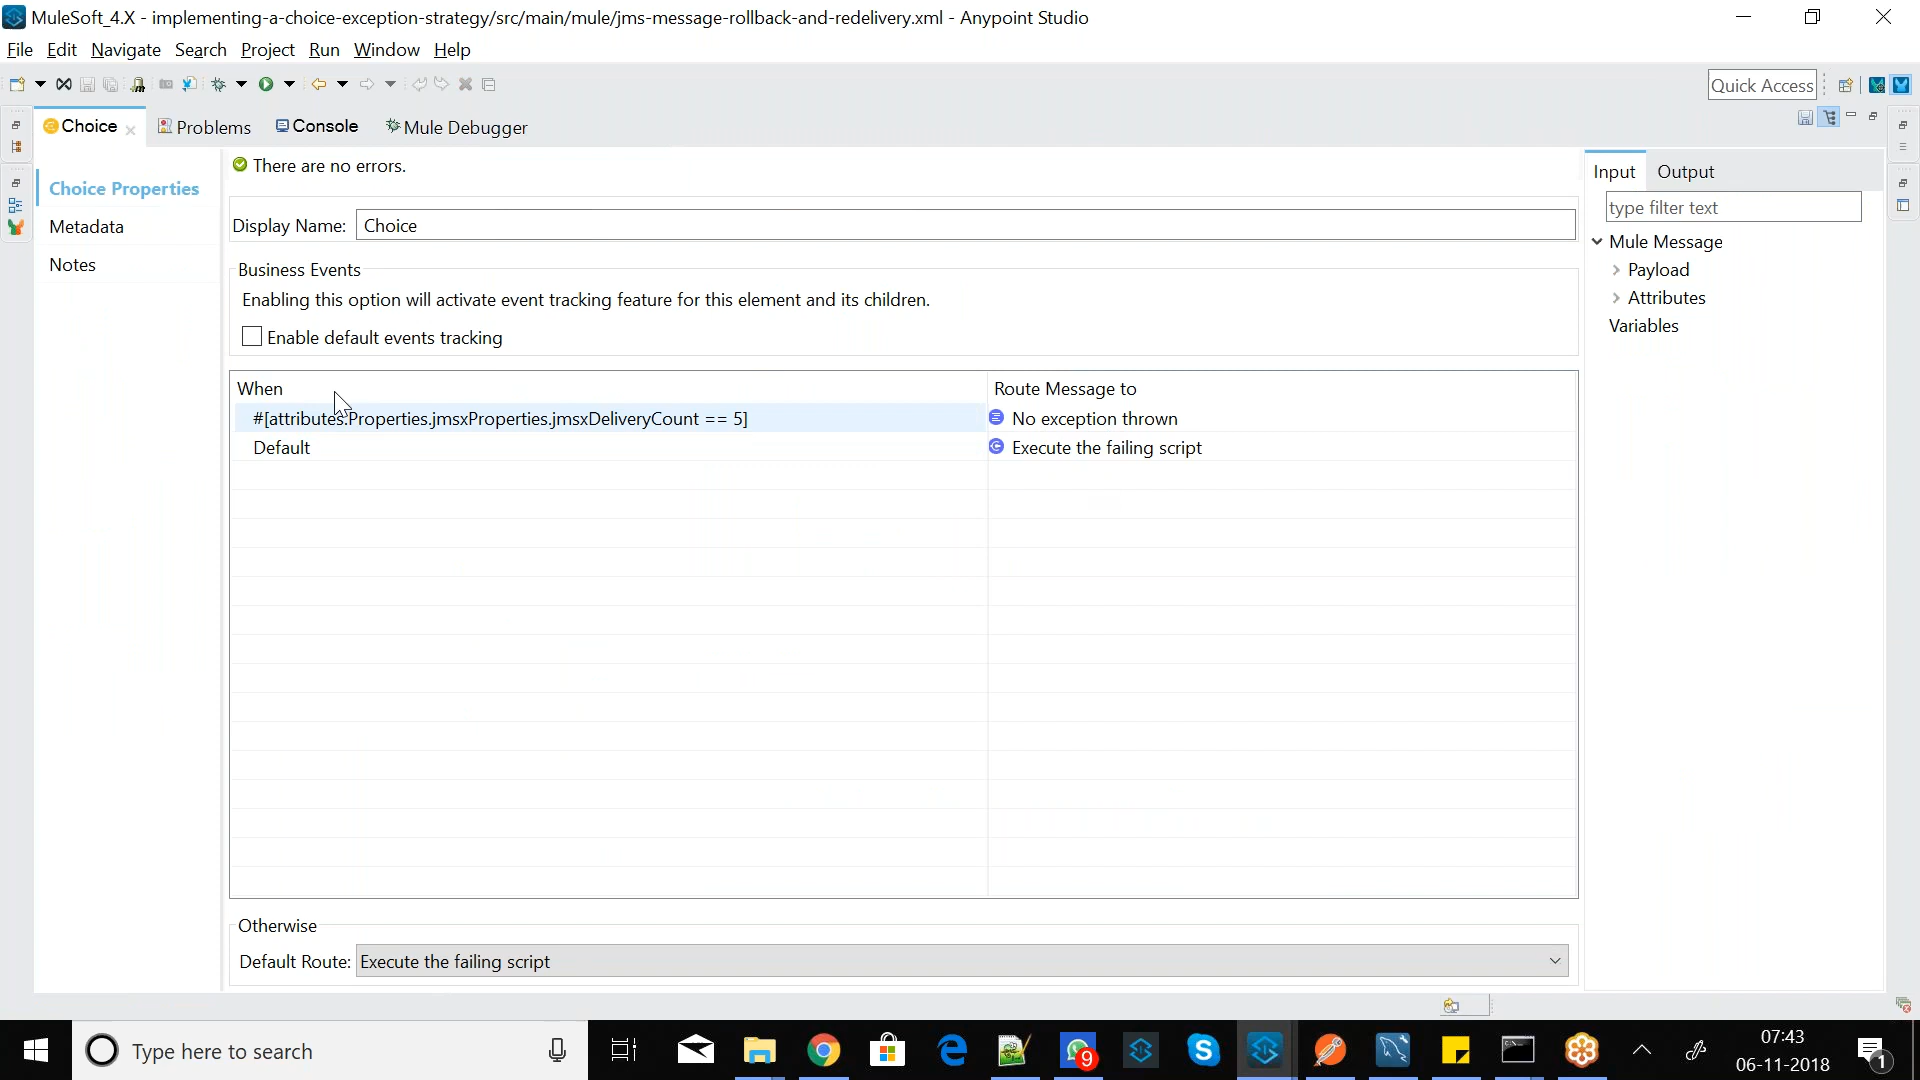 MuleSoft_4.X - implementing-a-choice-exception-strategy/src/main/mule/jms-message-rollback-and-redelivery.xml - Anypoint Studio
File Edit Navigate Search Project Run Window Help
Quick Access
Choice Problems Console Mule Debugger
Choice Properties
Metadata
Notes
There are no errors.
Display Name: Choice
Business Events
Enabling this option will activate event tracking feature for this element and its children.
Enable default events tracking
When Route Message to
#[attributes.Properties.jmsxProperties.jmsxDeliveryCount == 5] No exception thrown
Default Execute the failing script
Otherwise
Default Route: Execute the failing script
Input Output
type filter text
Mule Message
Payload
Attributes
Variables
Type here to search
9
07:43
06-11-2018
1